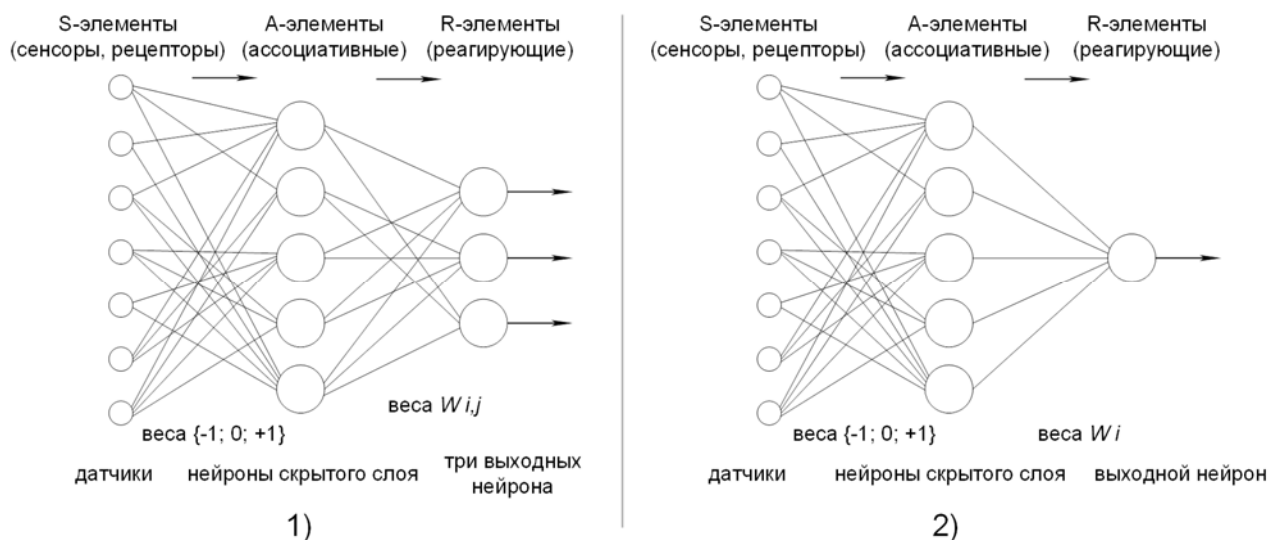 S-элементы
(сенсоры, рецепторы)
A-элементы
(ассоциативные)
R-элементы
(реагирующие)
веса W i,j
веса {-1; 0; +1}
датчики
нейроны скрытого слоя
три выходных
нейрона
1)
S-элементы
(сенсоры, рецепторы)
A-элементы
(ассоциативные)
R-элементы
(реагирующие)
веса {-1; 0; +1}
веса W i
датчики
нейроны скрытого слоя
выходной нейрон
2)